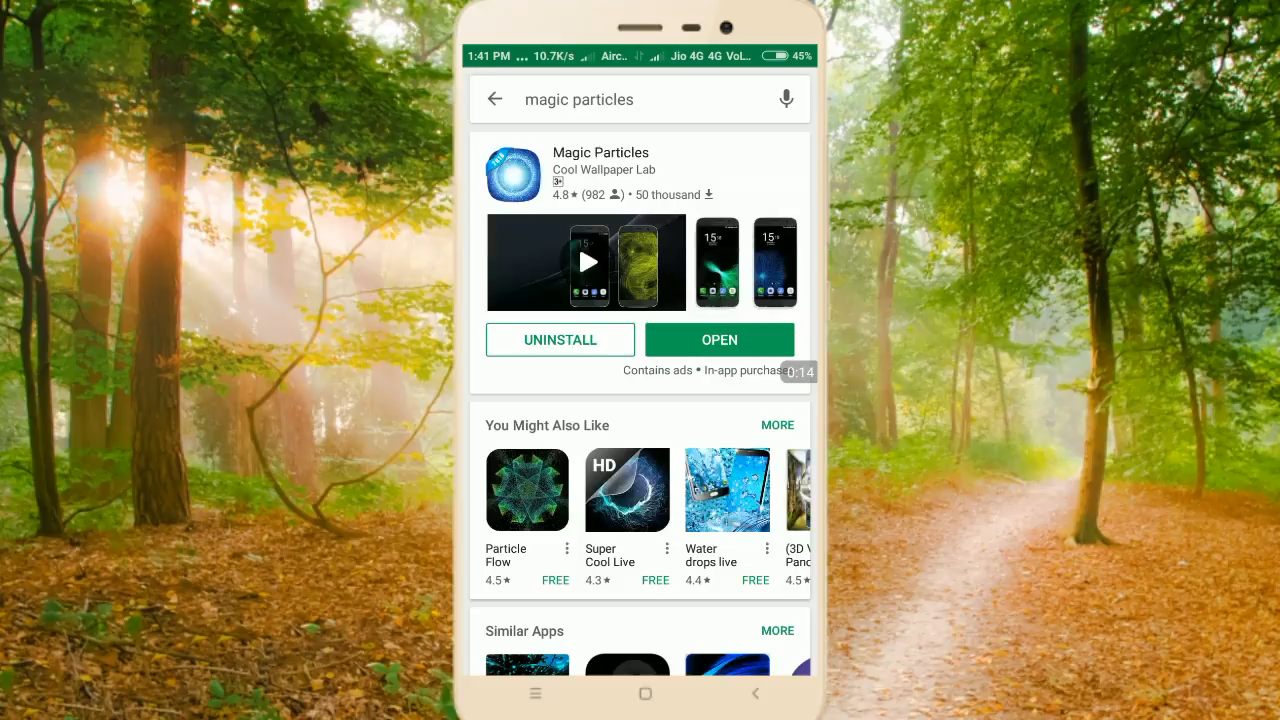 1:41 PM ... 10.7K/s Airc.. Jio 4G 4G VoL... 45%
magic particles
Magic Particles
Cool Wallpaper Lab
3+
4.8★ (982) • 50 thousand
15
15
UNINSTALL OPEN
Contains ads • In-app purchase
0:14
You Might Also Like MORE
HD
Particle Flow
4.5★ FREE
Super Cool Live
4.3★ FREE
Water drops live
4.4★ FREE
(3D
4.5★
Similar Apps MORE